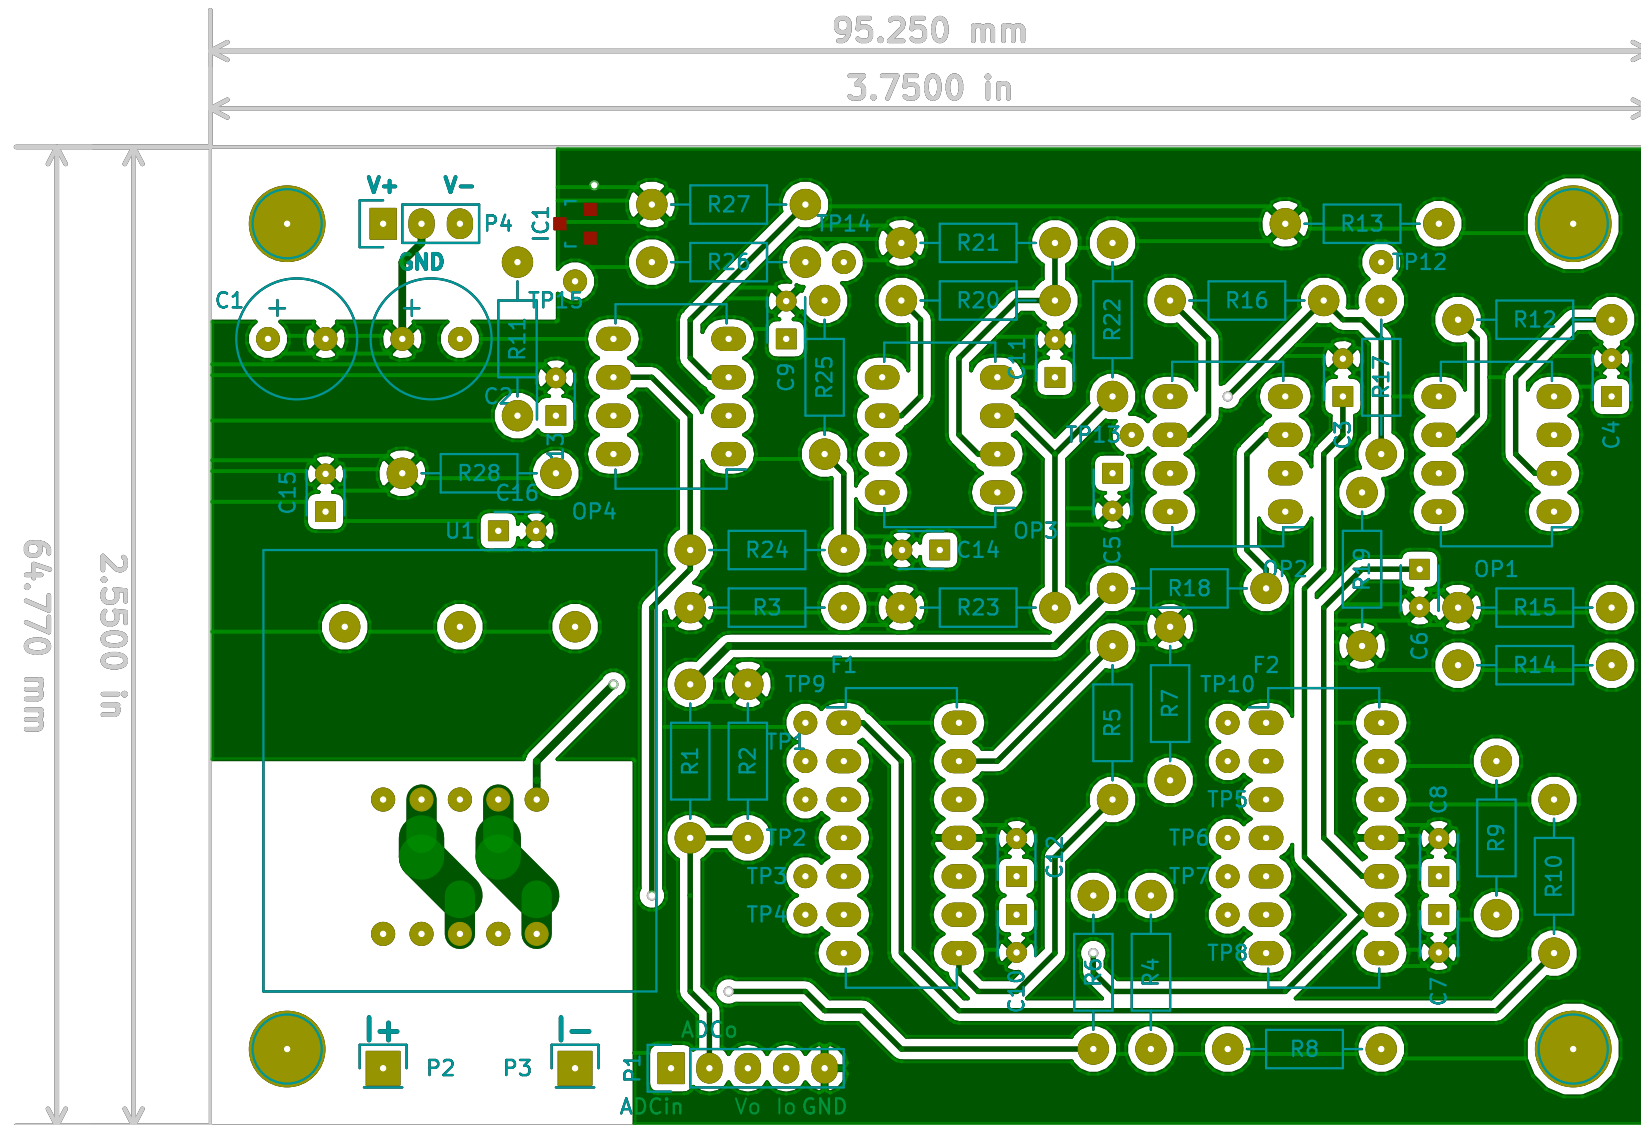 95.250 mm
3.7500 in
64.770 mm
2.5500 in
V+ V-
P4
GND
IC1
R27
TP14
R21
R13
R26
TP12
C1
TP15
R20
R22
R16
R12
R11
C9
R25
C11
R17
C2
13
TP13
C3
C4
C15
R28
C16
U1
OP4
OP3
C5
R24
C14
OP2
R19
OP1
R3
R23
R18
R15
C6
R14
F1
F2
TP9
TP10
R1
R2
TP1
R5
R7
TP5
C8
TP2
TP6
R9
C12
TP3
TP7
R10
TP4
TP8
C10
R6
R4
C7
I+
I-
ADCo
P2
P3
P1
R8
ADCin
Vo
Io
GND